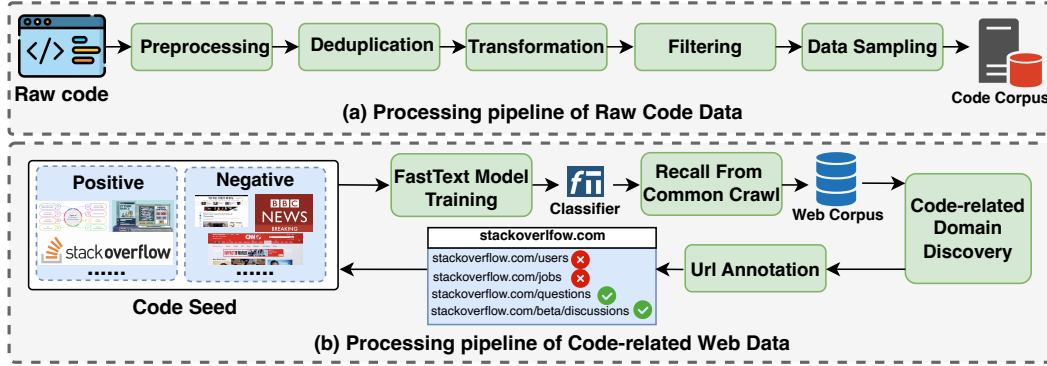 Preprocessing
Deduplication
Transformation
Filtering
Data Sampling
Raw code
Code Corpus
(a) Processing pipeline of Raw Code Data
Positive
Negative
BBC
NEWS
BREAKING
CNN
stackoverflow
......
......
Code Seed
FastText Model
Training
Classifier
Recall From
Common Crawl
Web Corpus
Code-related
Domain
Discovery
Url Annotation
stackoverlfow.com
stackoverflow.com/users
stackoverflow.com/jobs
stackoverflow.com/questions
stackoverflow.com/beta/discussions
(b) Processing pipeline of Code-related Web Data